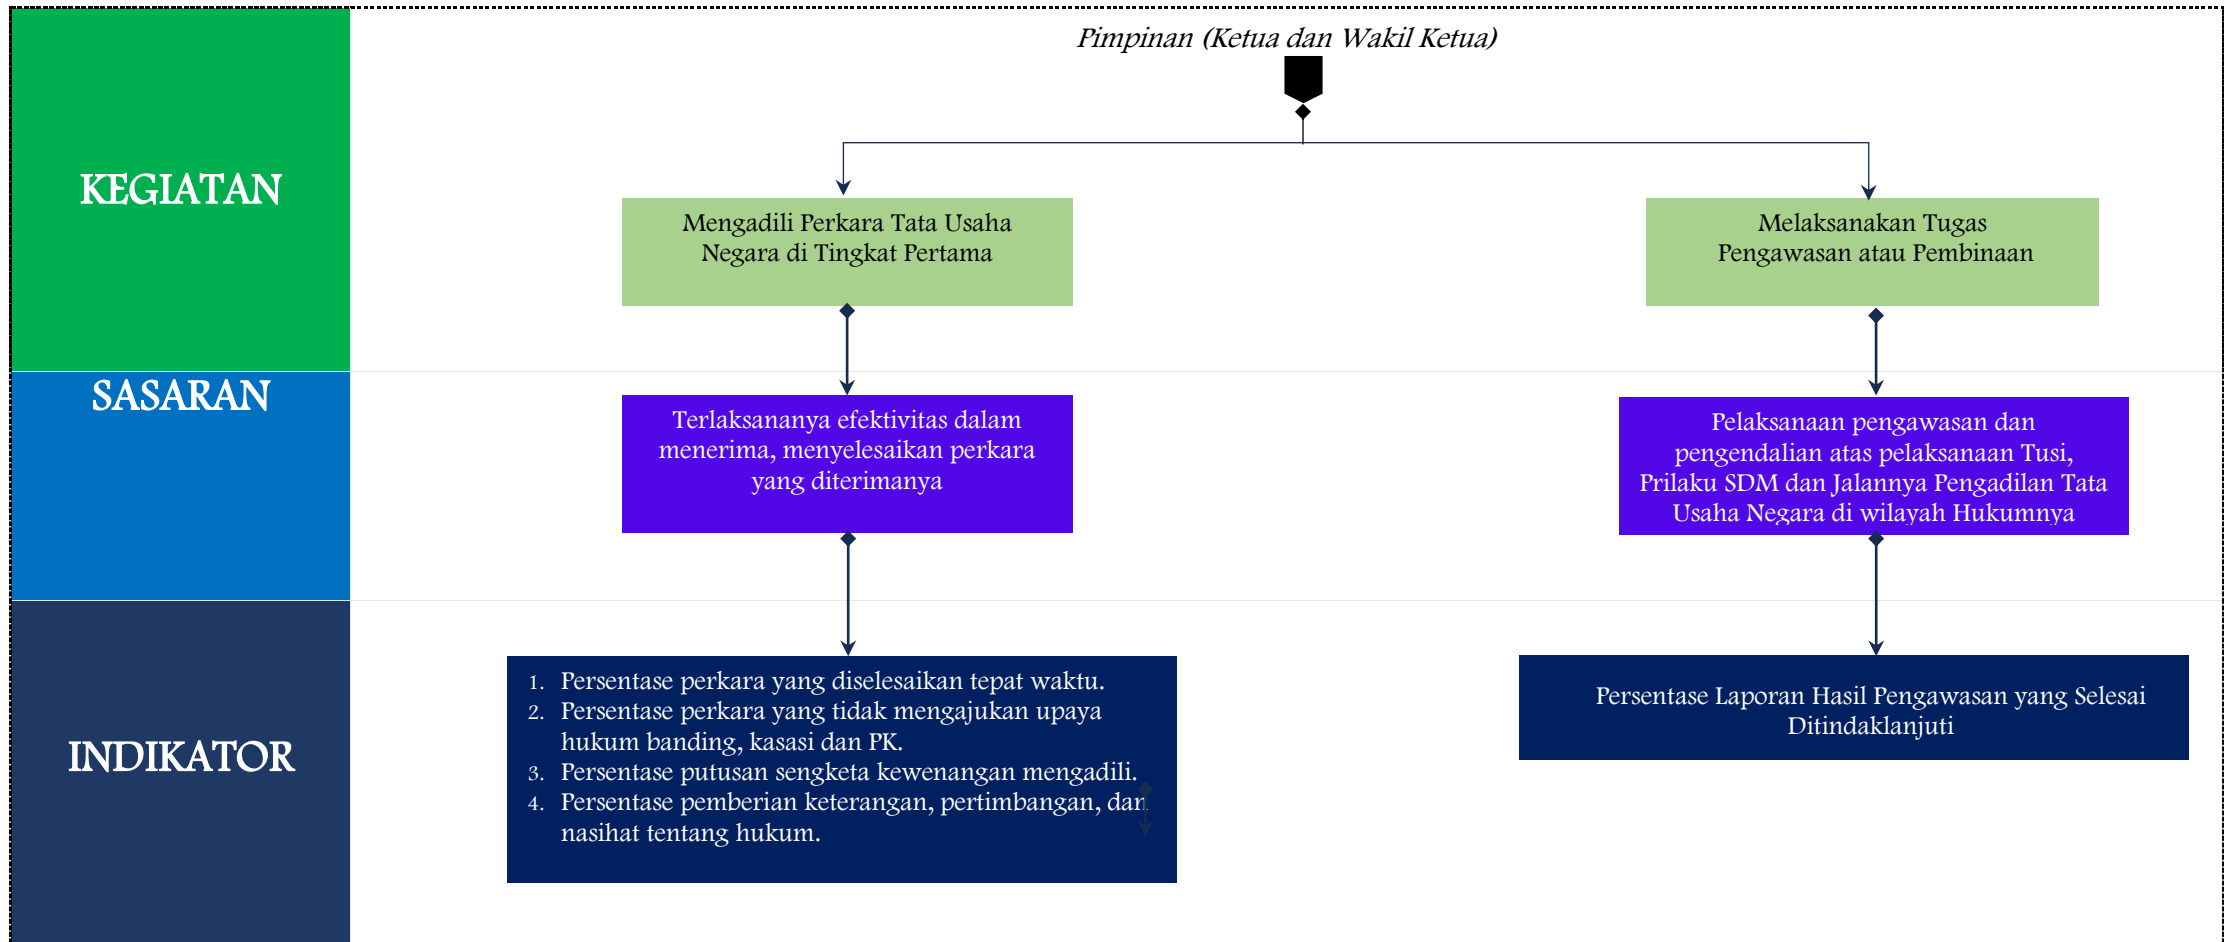 Pimpinan (Ketua dan Wakil Ketua)
KEGIATAN
Mengadili Perkara Tata Usaha
Negara di Tingkat Pertama
Melaksanakan Tugas
Pengawasan atau Pembinaan
SASARAN
Terlaksananya efektivitas dalam
menerima, menyelesaikan perkara
yang diterimanya
Pelaksanaan pengawasan dan
pengendalian atas pelaksanaan Tusi,
Prilaku SDM dan Jalannya Pengadilan Tata
Usaha Negara di wilayah Hukumnya
INDIKATOR
1. Persentase perkara yang diselesaikan tepat waktu.
2. Persentase perkara yang tidak mengajukan upaya
hukum banding, kasasi dan PK.
3. Persentase putusan sengketa kewenangan mengadili.
4. Persentase pemberian keterangan, pertimbangan, dan
nasihat tentang hukum.
Persentase Laporan Hasil Pengawasan yang Selesai
Ditindaklanjuti